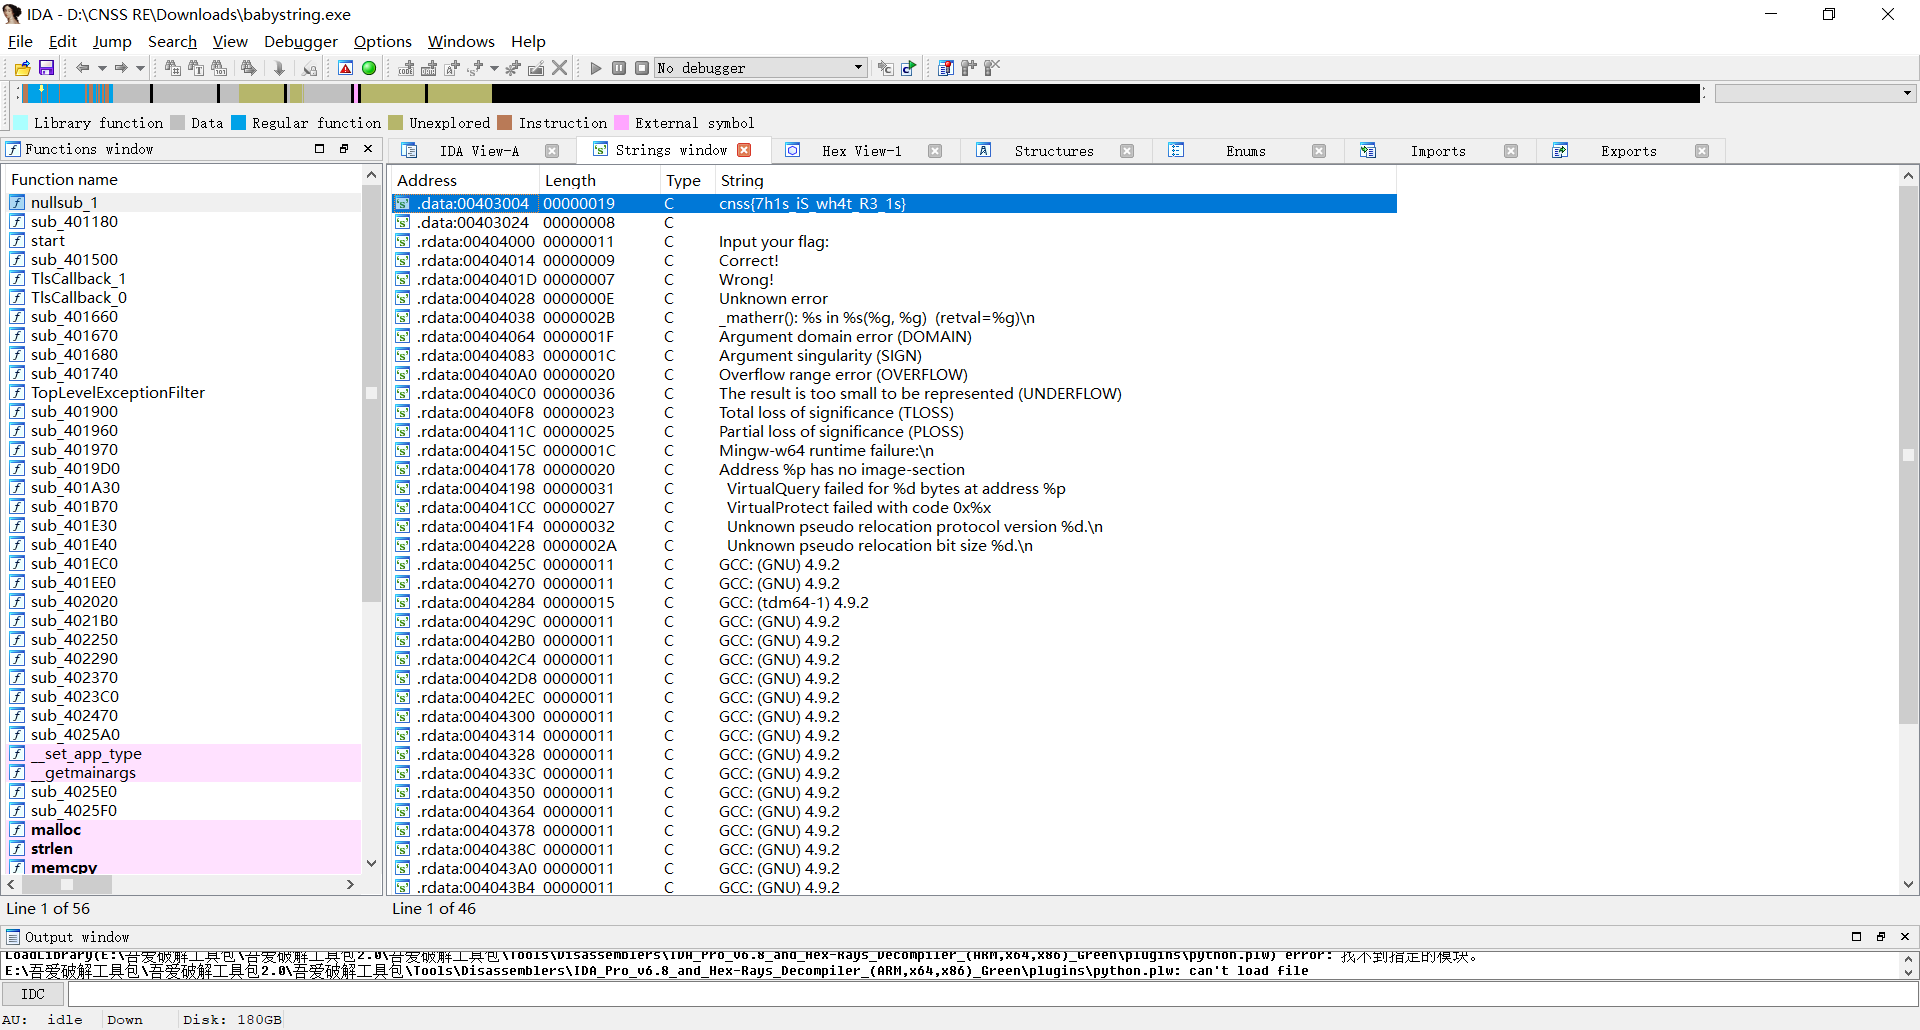 IDA - D:\CNSS RE\Downloads\babystring.exe
File Edit Jump Search View Debugger Options Windows Help
No debugger
Library function Data Regular function Unexplored Instruction External symbol
Functions window
IDA View-A Strings window Hex View-1 Structures Enums Imports Exports
Function name
nullsub_1
sub_401180
start
sub_401500
TlsCallback_1
TlsCallback_0
sub_401660
sub_401670
sub_401680
sub_401740
TopLevelExceptionFilter
sub_401900
sub_401960
sub_401970
sub_4019D0
sub_401A30
sub_401B70
sub_401E30
sub_401E40
sub_401EC0
sub_401EE0
sub_402020
sub_4021B0
sub_402250
sub_402290
sub_402370
sub_4023C0
sub_402470
sub_4025A0
__set_app_type
__getmainargs
sub_4025E0
sub_4025F0
malloc
strlen
memcpy
Line 1 of 56
Address Length Type String
.data:00403004 00000019 C cnss{7h1s_iS_wh4t_R3_1s}
.data:00403024 00000008 C
.rdata:00404000 00000011 C Input your flag:
.rdata:00404014 00000009 C Correct!
.rdata:0040401D 00000007 C Wrong!
.rdata:00404028 0000000E C Unknown error
.rdata:00404038 0000002B C _matherr(): %s in %s(%g, %g)  (retval=%g)\n
.rdata:00404064 0000001F C Argument domain error (DOMAIN)
.rdata:00404083 0000001C C Argument singularity (SIGN)
.rdata:004040A0 00000020 C Overflow range error (OVERFLOW)
.rdata:004040C0 00000036 C The result is too small to be represented (UNDERFLOW)
.rdata:004040F8 00000023 C Total loss of significance (TLOSS)
.rdata:0040411C 00000025 C Partial loss of significance (PLOSS)
.rdata:0040415C 0000001C C Mingw-w64 runtime failure:\n
.rdata:00404178 00000020 C Address %p has no image-section
.rdata:00404198 00000031 C VirtualQuery failed for %d bytes at address %p
.rdata:004041CC 00000027 C VirtualProtect failed with code 0x%x
.rdata:004041F4 00000032 C Unknown pseudo relocation protocol version %d.\n
.rdata:00404228 0000002A C Unknown pseudo relocation bit size %d.\n
.rdata:0040425C 00000011 C GCC: (GNU) 4.9.2
.rdata:00404270 00000011 C GCC: (GNU) 4.9.2
.rdata:00404284 00000015 C GCC: (tdm64-1) 4.9.2
.rdata:0040429C 00000011 C GCC: (GNU) 4.9.2
.rdata:004042B0 00000011 C GCC: (GNU) 4.9.2
.rdata:004042C4 00000011 C GCC: (GNU) 4.9.2
.rdata:004042D8 00000011 C GCC: (GNU) 4.9.2
.rdata:004042EC 00000011 C GCC: (GNU) 4.9.2
.rdata:00404300 00000011 C GCC: (GNU) 4.9.2
.rdata:00404314 00000011 C GCC: (GNU) 4.9.2
.rdata:00404328 00000011 C GCC: (GNU) 4.9.2
.rdata:0040433C 00000011 C GCC: (GNU) 4.9.2
.rdata:00404350 00000011 C GCC: (GNU) 4.9.2
.rdata:00404364 00000011 C GCC: (GNU) 4.9.2
.rdata:00404378 00000011 C GCC: (GNU) 4.9.2
.rdata:0040438C 00000011 C GCC: (GNU) 4.9.2
.rdata:004043A0 00000011 C GCC: (GNU) 4.9.2
.rdata:004043B4 00000011 C GCC: (GNU) 4.9.2
Line 1 of 46
Output window
LoadLibrary(E:\吾爱破解工具包\吾爱破解工具包2.0\吾爱破解工具包\Tools\Disassemblers\IDA_Pro_v6.8_and_Hex-Rays_Decompiler_(ARM,x64,x86)_Green\plugins\python.plw) error: 找不到指定的模块。
E:\吾爱破解工具包\吾爱破解工具包2.0\吾爱破解工具包\Tools\Disassemblers\IDA_Pro_v6.8_and_Hex-Rays_Decompiler_(ARM,x64,x86)_Green\plugins\python.plw: can't load file
IDC
AU: idle Down Disk: 180GB